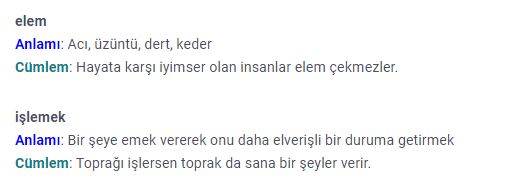 elem
Anlamı: Acı, üzüntü, dert, keder
Cümlem: Hayata karşı iyimser olan insanlar elem çekmezler.
işlemek
Anlamı: Bir şeye emek vererek onu daha elverişli bir duruma getirmek
Cümlem: Toprağı işlersen toprak da sana bir şeyler verir.